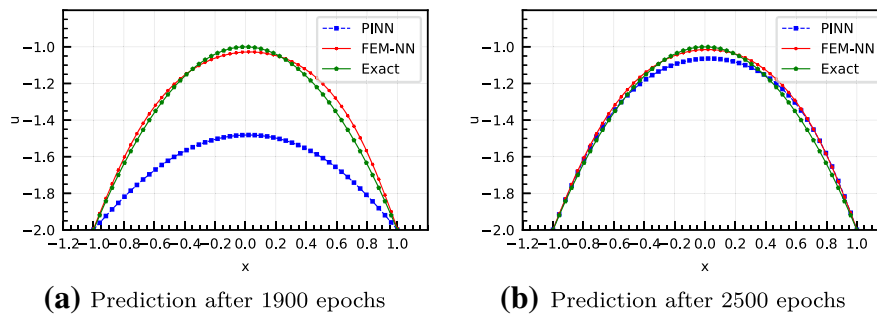 PINN
FEM-NN
Exact
−1.0
−1.2
−1.4
−1.6
−1.8
−2.0
u
−1.2 −1.0 −0.8 −0.6 −0.4 −0.2 0.0 0.2 0.4 0.6 0.8 1.0
x
(a) Prediction after 1900 epochs
PINN
FEM-NN
Exact
−1.0
−1.2
−1.4
−1.6
−1.8
−2.0
u
−1.2 −1.0 −0.8 −0.6 −0.4 −0.2 0.0 0.2 0.4 0.6 0.8 1.0
x
(b) Prediction after 2500 epochs